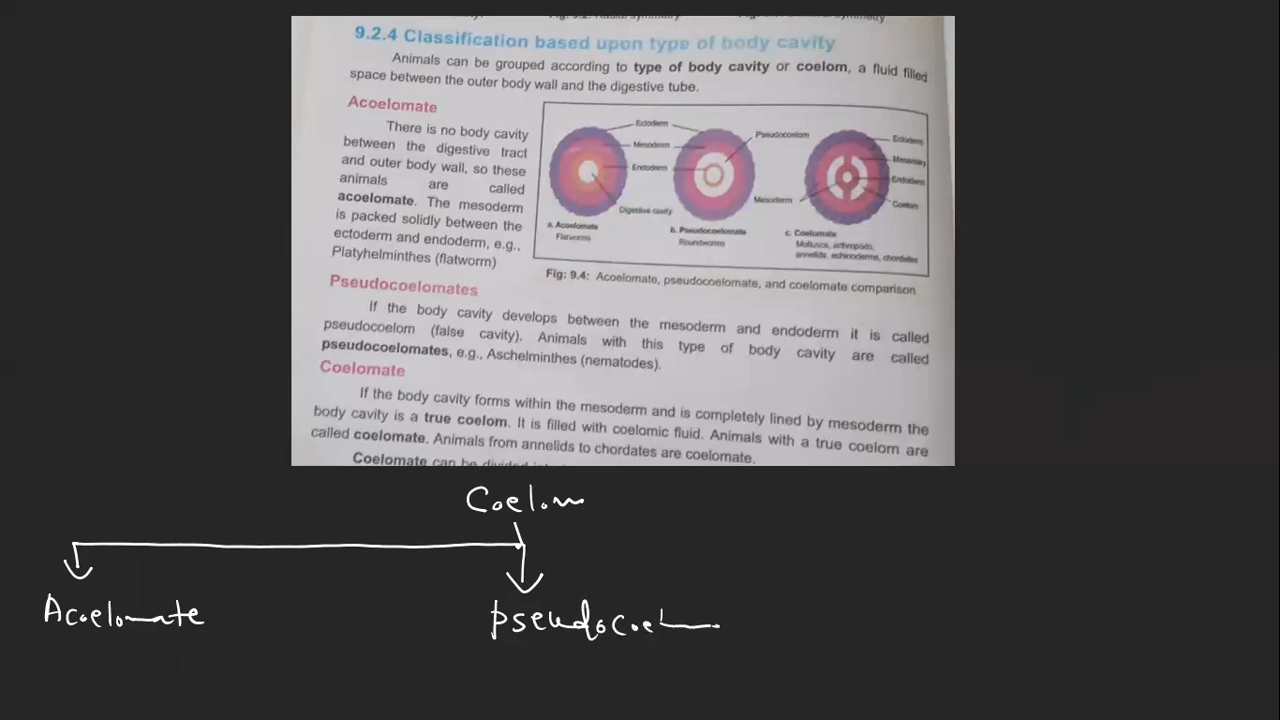 9.2.4 Classification based upon type of body cavity
Animals can be grouped according to type of body cavity or coelom, a fluid filled
space between the outer body wall and the digestive tube.
Acoelomate
There is no body cavity
between the digestive tract
and outer body wall, so these
animals are called
acoelomate. The mesoderm
is packed solidly between the
ectoderm and endoderm, e.g.,
Platyhelminthes (flatworm)
Ectoderm
Mesoderm
Endoderm
Digestive cavity
a. Acoelomate
Flatworms
Pseudocoelom
Mesoderm
b. Pseudocoelomate
Roundworms
Ectoderm
Mesentery
Endoderm
Coelom
c. Coelomate
Molluscs, arthropods,
annelids, echinoderms, chordates
Fig: 9.4: Acoelomate, pseudocoelomate, and coelomate comparison
Pseudocoelomates
If the body cavity develops between the mesoderm and endoderm it is called
pseudocoelom (false cavity). Animals with this type of body cavity are called
pseudocoelomates, e.g., Aschelminthes (nematodes).
Coelomate
If the body cavity forms within the mesoderm and is completely lined by mesoderm the
body cavity is a true coelom. It is filled with coelomic fluid. Animals with a true coelom are
called coelomate. Animals from annelids to chordates are coelomate.
Coelomate can be divided
Coelom
Acoelomate